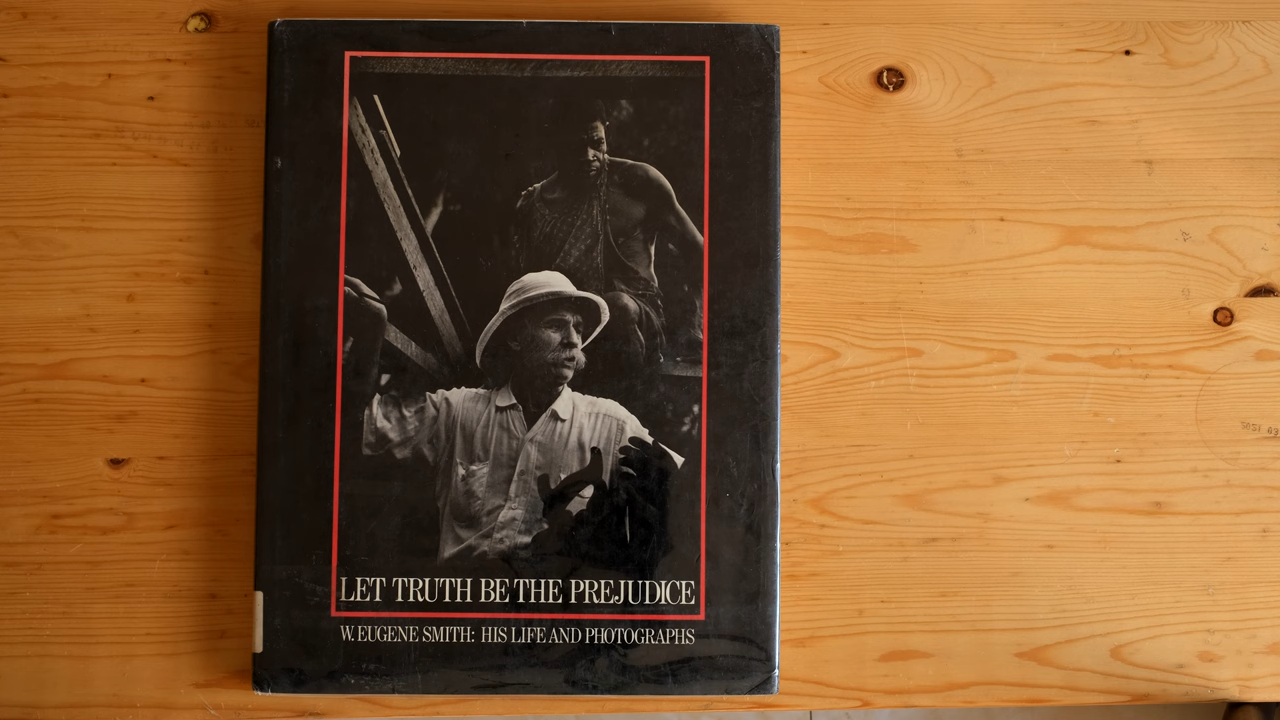 LET TRUTH BE THE PREJUDICE
W. EUGENE SMITH: HIS LIFE AND PHOTOGRAPHS